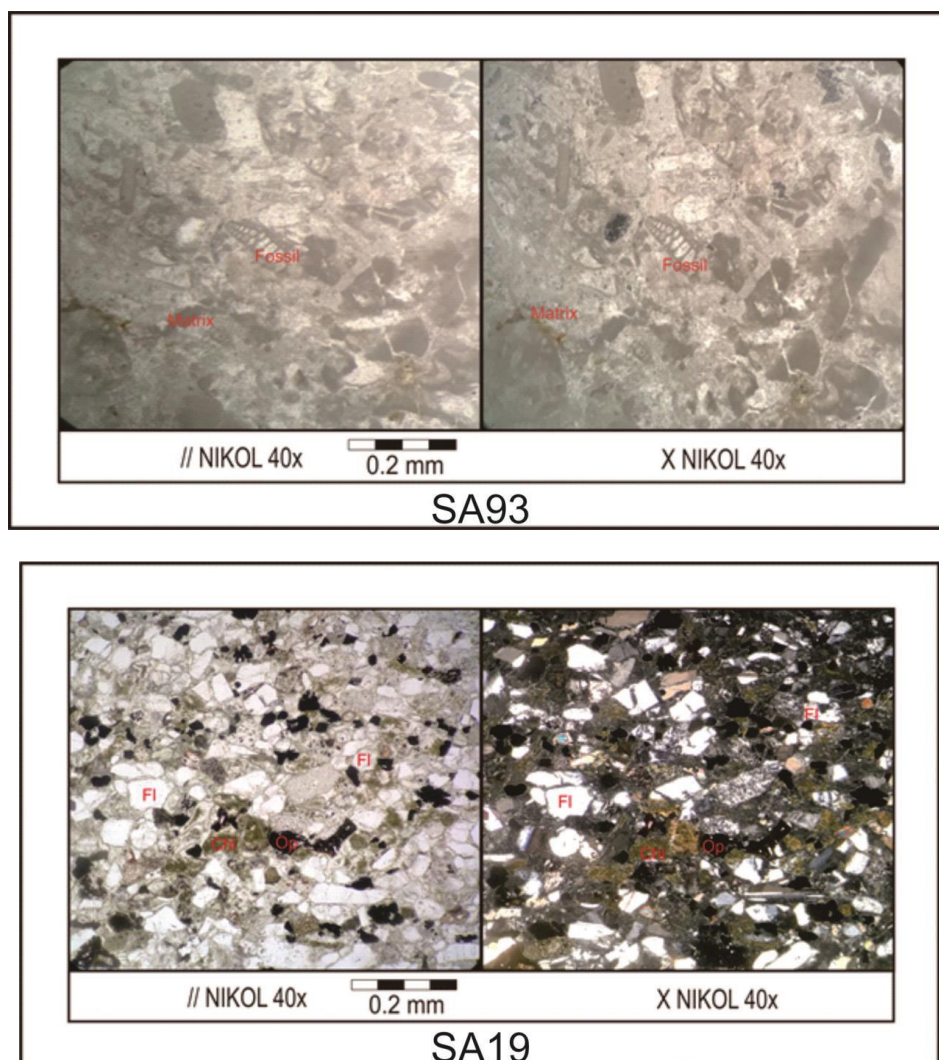 Fossil
Fossil
Matrix
Matrix
// NIKOL 40x
0.2 mm
X NIKOL 40x
SA93
Fl
Fl
Fl
Fl
Chl
Op
Chl
Op
// NIKOL 40x
0.2 mm
X NIKOL 40x
SA19